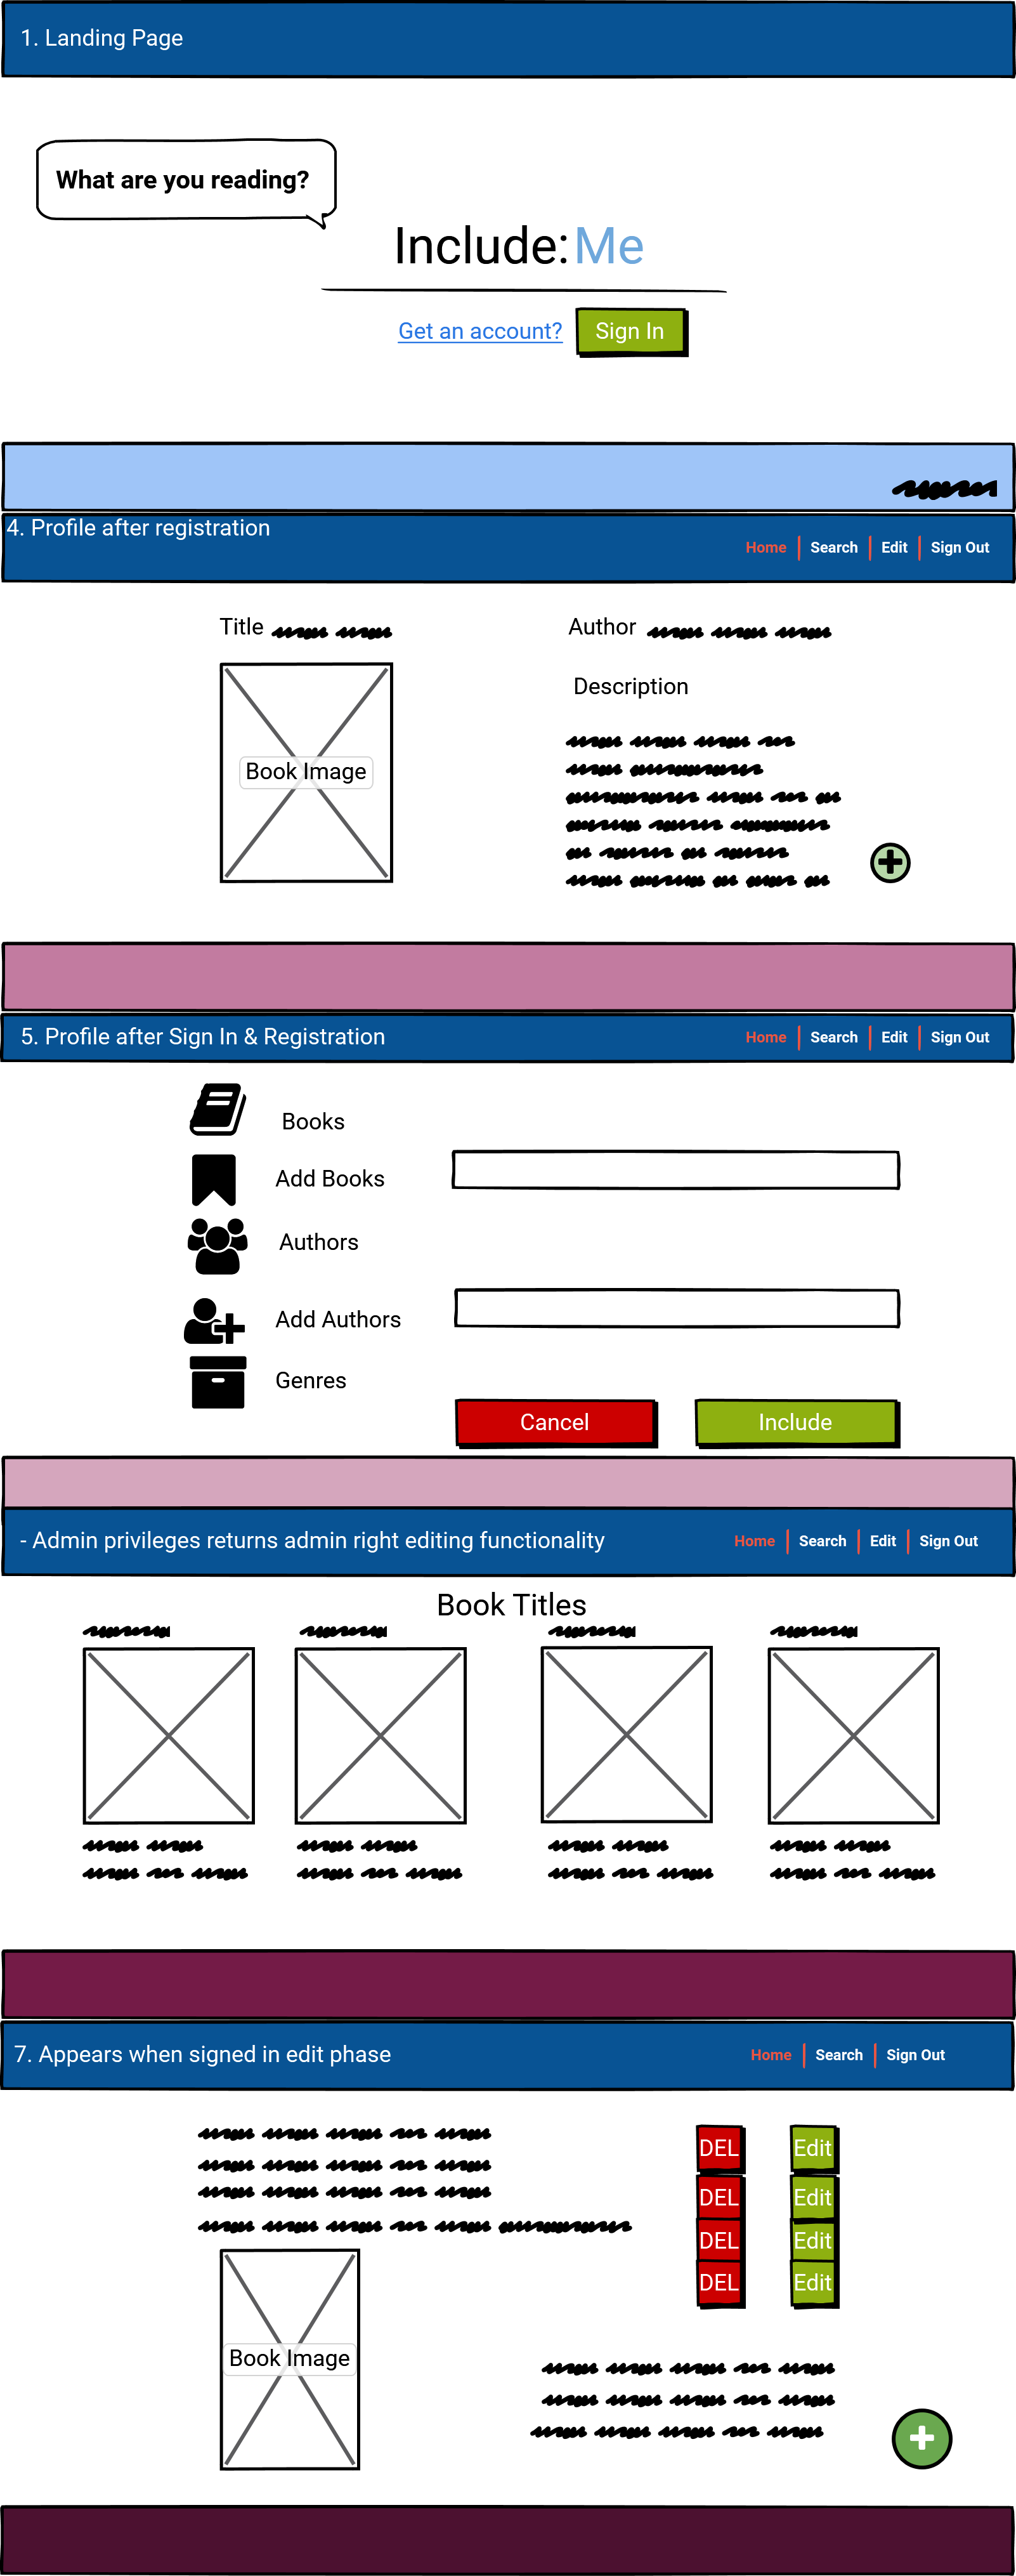 1. Landing Page
What are you reading?
Include: Me
Get an account? Sign In
4. Profile after registration
Home Search Edit Sign Out
Title Author
Description
Book Image
5. Profile after Sign In & Registration Home Search Edit Sign Out
Books
Add Books
Authors
Add Authors
Genres
Cancel Include
- Admin privileges returns admin right editing functionality Home Search Edit Sign Out
Book Titles
7. Appears when signed in edit phase Home Search Sign Out
DEL Edit
DEL Edit
DEL Edit
DEL Edit
Book Image